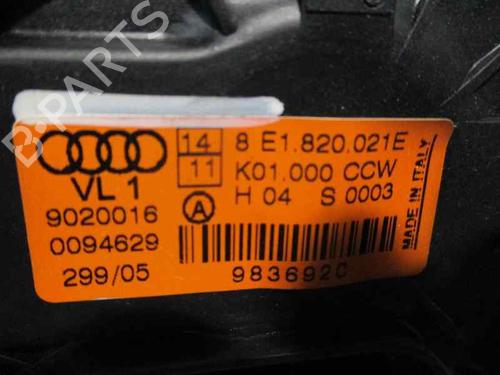 B-PARTS
14
11
8 E1.820.021E
K01.000 CCW
H 04 S 0003
VL 1
9020016
0094629
299/05
A
983692C
MADE IN ITALY